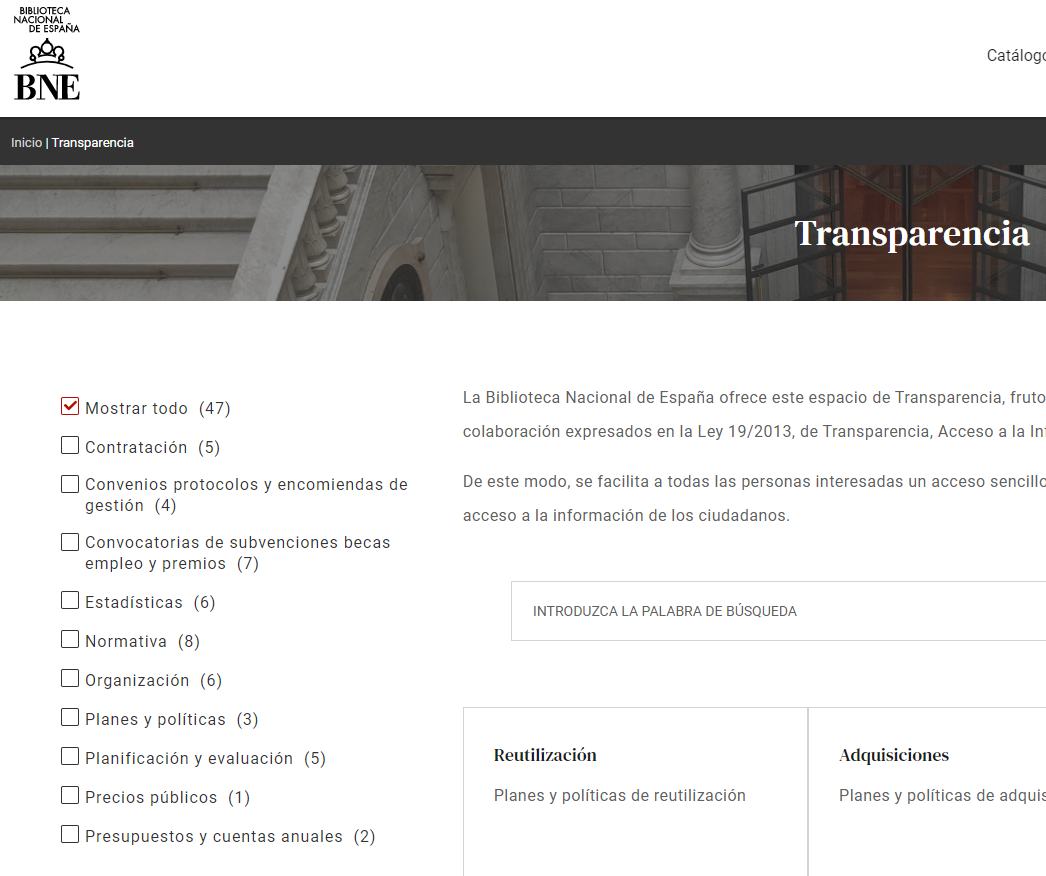 BIBLIOTECA
NACIONAL
DE ESPAÑA
BNE
Catálogo
Inicio | Transparencia
Transparencia
Mostrar todo (47)
Contratación (5)
Convenios protocolos y encomiendas de
gestión (4)
Convocatorias de subvenciones becas
empleo y premios (7)
Estadísticas (6)
Normativa (8)
Organización (6)
Planes y políticas (3)
Planificación y evaluación (5)
Precios públicos (1)
Presupuestos y cuentas anuales (2)
La Biblioteca Nacional de España ofrece este espacio de Transparencia, fruto
colaboración expresados en la Ley 19/2013, de Transparencia, Acceso a la
De este modo, se facilita a todas las personas interesadas un acceso sencillo
acceso a la información de los ciudadanos.
INTRODUZCA LA PALABRA DE BÚSQUEDA
Reutilización
Planes y políticas de reutilización
Adquisiciones
Planes y políticas de